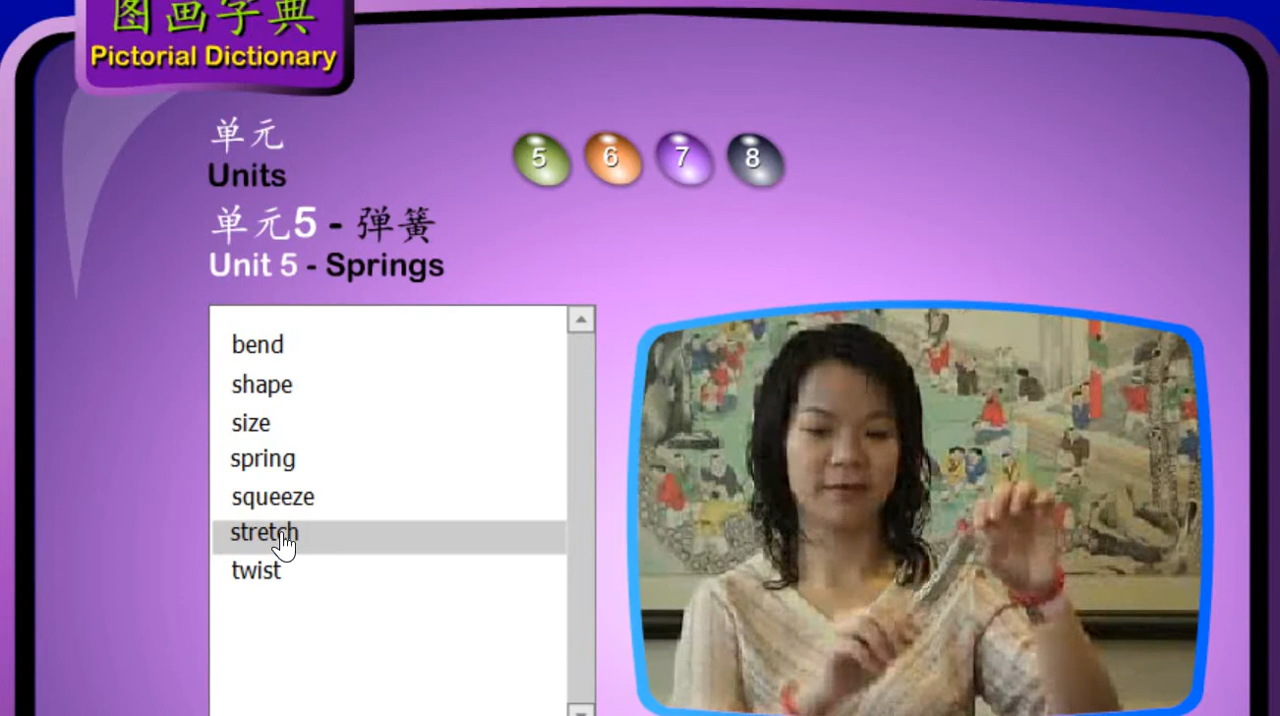 图画字典
Pictorial Dictionary
单元
Units
5 6 7 8
单元5 - 弹簧
Unit 5 - Springs
bend
shape
size
spring
squeeze
stretch
twist